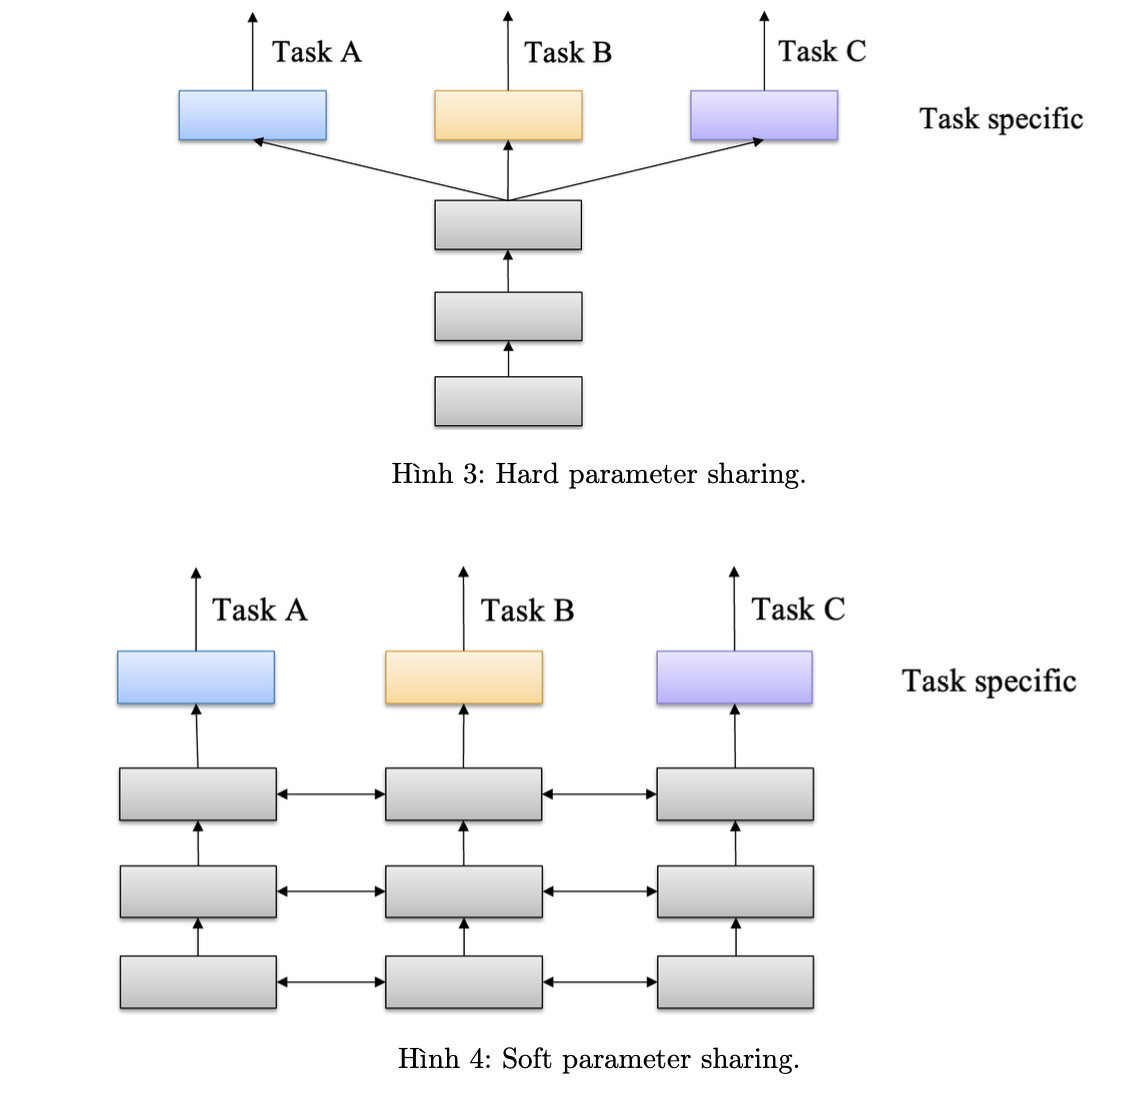 Task A
Task B
Task C
Task specific
Hình 3: Hard parameter sharing.
Task A
Task B
Task C
Task specific
Hình 4: Soft parameter sharing.